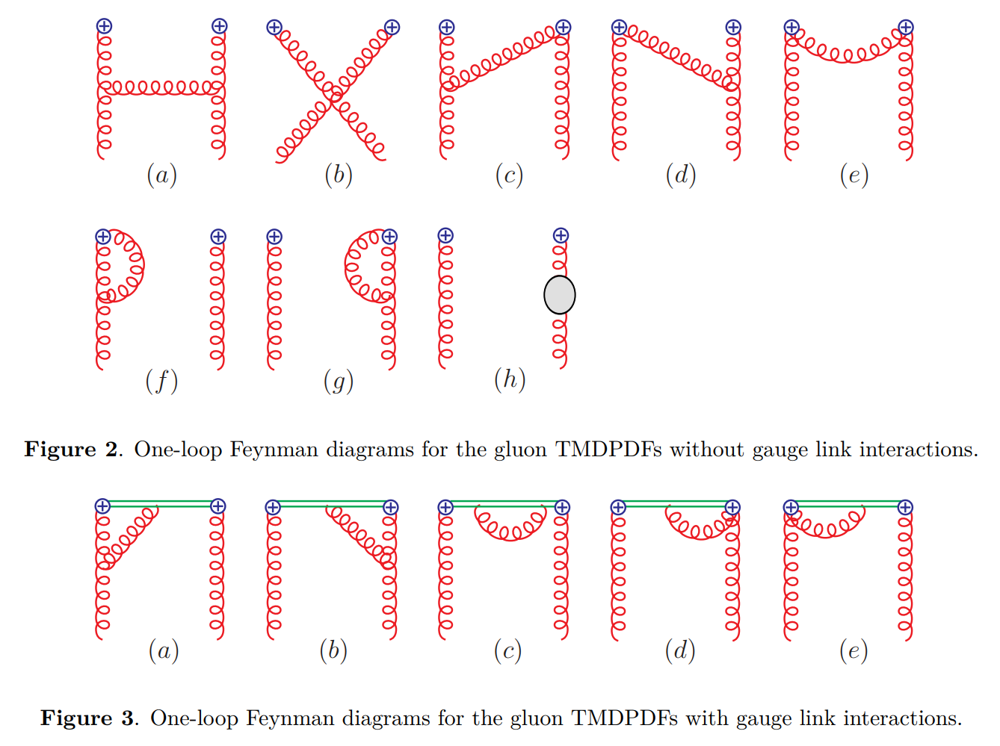 (a) (b) (c) (d) (e)
(f) (g) (h)
Figure 2. One-loop Feynman diagrams for the gluon TMDPDFs without gauge link interactions.
(a) (b) (c) (d) (e)
Figure 3. One-loop Feynman diagrams for the gluon TMDPDFs with gauge link interactions.